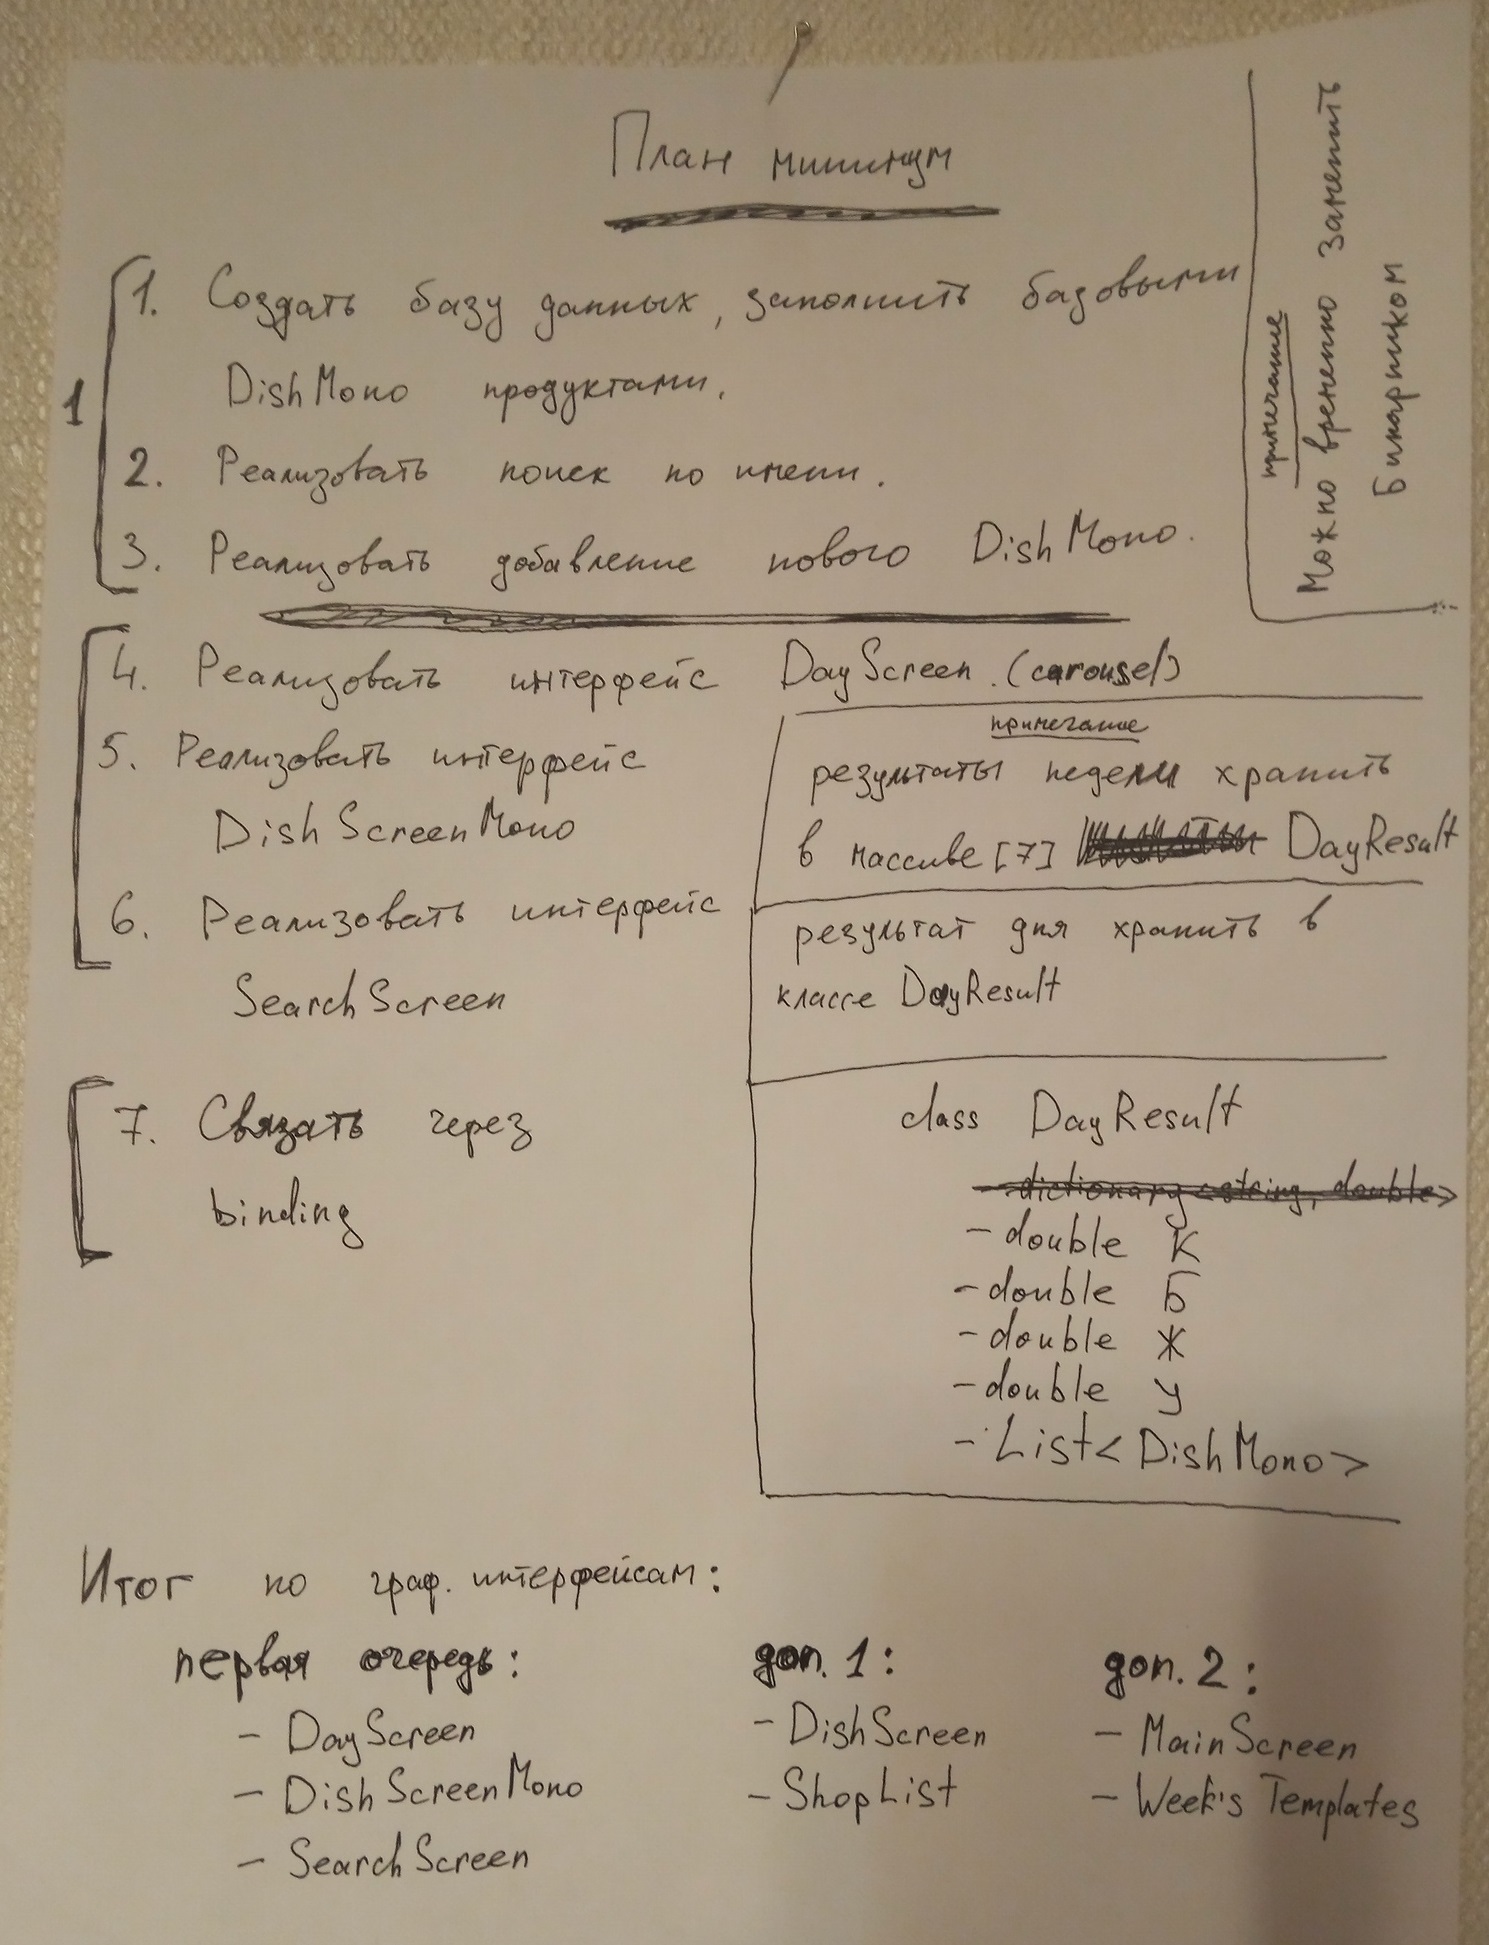 План минимум
1
1. Создать базу данных, заполнить базовыми
DishMono продуктами.
2. Реализовать поиск по имени.
3. Реализовать добавление нового DishMono.
примечание
Можно временно заменить
Бинарником
4. Реализовать интерфейс DayScreen. (carousel)
5. Реализовать интерфейс
DishScreenMono
6. Реализовать интерфейс
SearchScreen
7. Связать через
binding
примечание
результаты недели хранить
в массиве [7] DayResult
результат дня хранить в
классе DayResult
class DayResult
- dictionary <string, double>
- double К
- double Б
- double Ж
- double У
- List<DishMono>
Итог по граф. интерфейсам:
первая очередь:
- DayScreen
- DishScreenMono
- SearchScreen
доп. 1:
- DishScreen
- ShopList
доп. 2:
- MainScreen
- Week's Templates